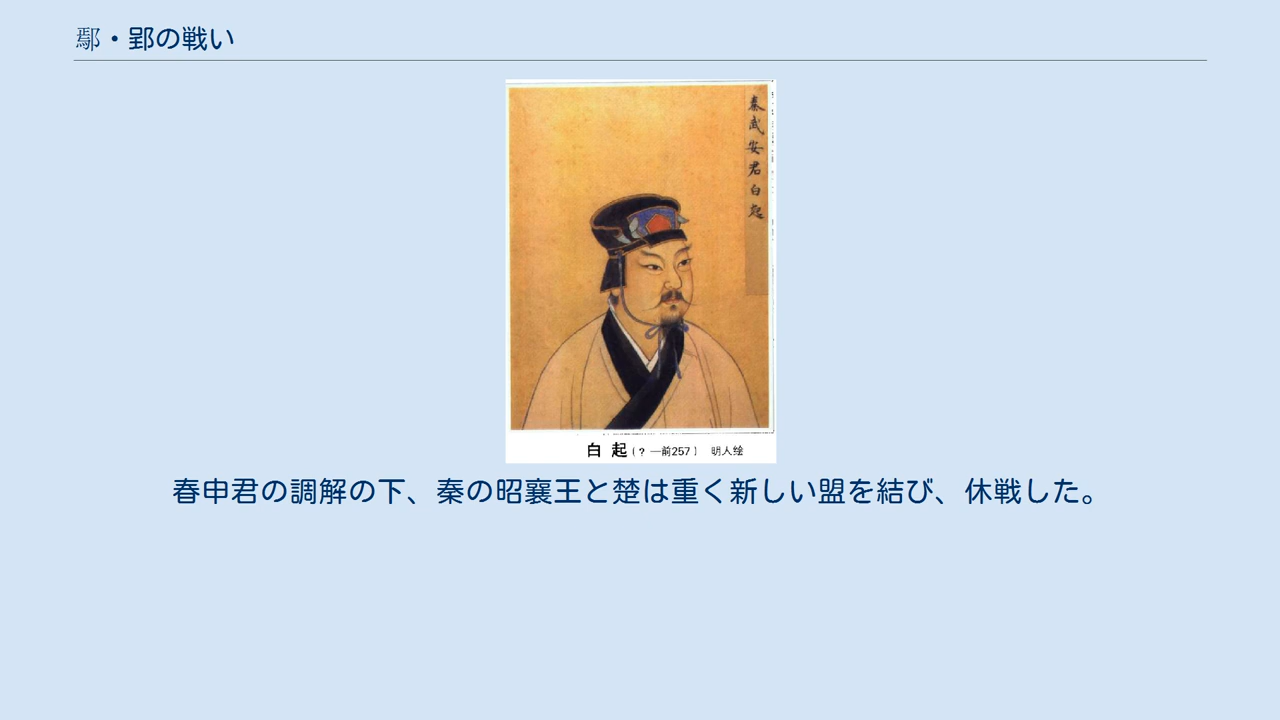 鄢・郢の戦い
秦武安君白起
白 起 ( ? —前257 ) 明人绘
春申君の調解の下、秦の昭襄王と楚は重く新しい盟を結び、休戦した。